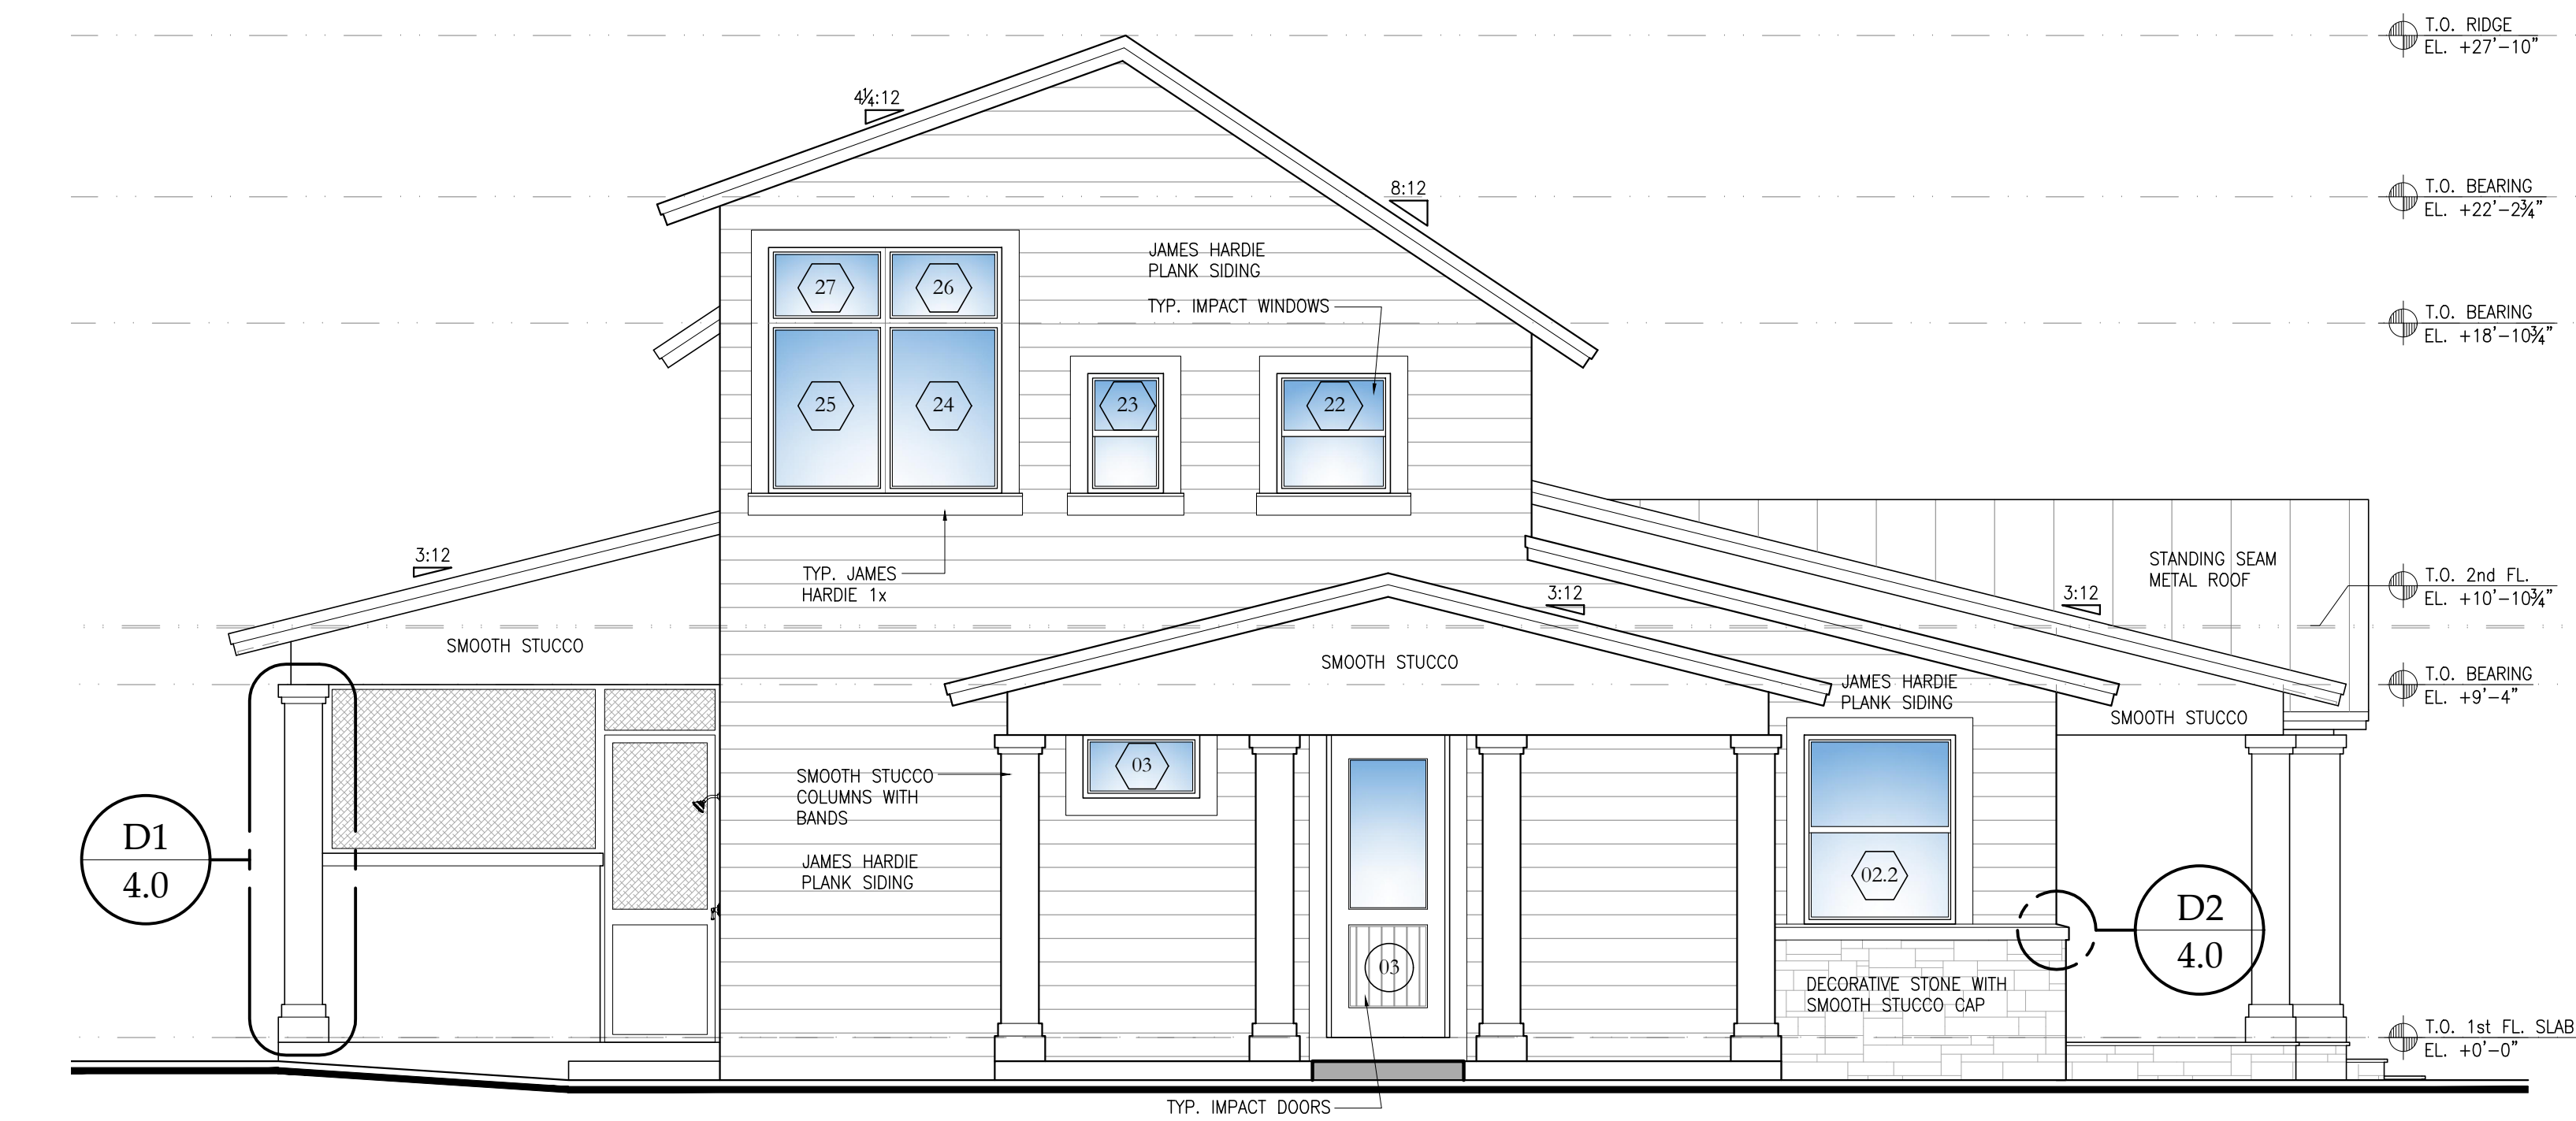 T.O. RIDGE
EL. +27'-10"
4¼:12
8:12
T.O. BEARING
EL. +22'-2¾"
JAMES HARDIE
PLANK SIDING
27
26
TYP. IMPACT WINDOWS
T.O. BEARING
EL. +18'-10¾"
25
24
23
22
3:12
TYP. JAMES
HARDIE 1x
3:12
3:12
STANDING SEAM
METAL ROOF
T.O. 2nd FL.
EL. +10'-10¾"
SMOOTH STUCCO
SMOOTH STUCCO
JAMES HARDIE
PLANK SIDING
SMOOTH STUCCO
T.O. BEARING
EL. +9'-4"
SMOOTH STUCCO
COLUMNS WITH
BANDS
03
D1
4.0
JAMES HARDIE
PLANK SIDING
02.2
D2
4.0
03
DECORATIVE STONE WITH
SMOOTH STUCCO CAP
T.O. 1st FL. SLAB
EL. +0'-0"
TYP. IMPACT DOORS